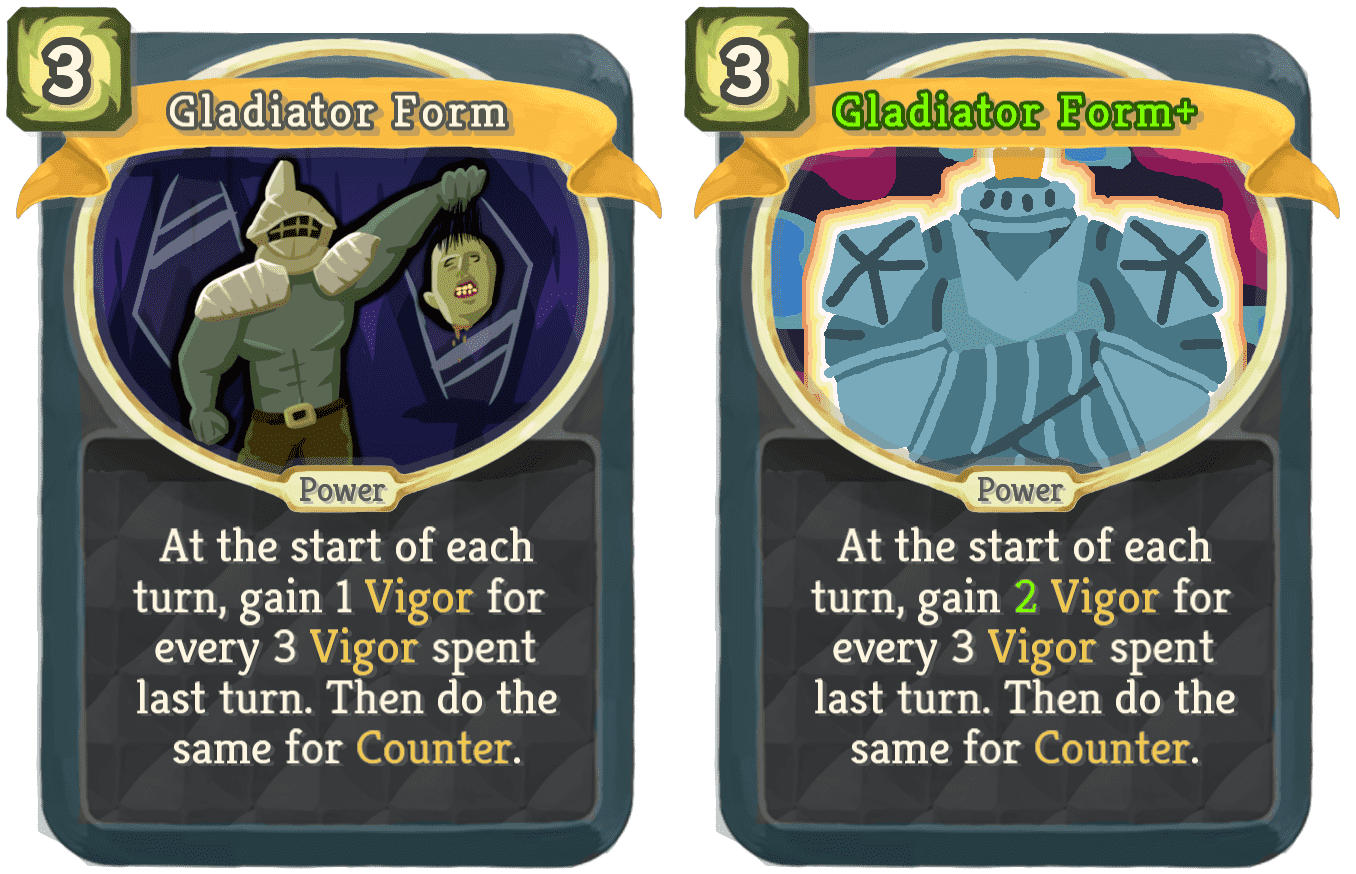 3
Gladiator Form
Power
At the start of each
turn, gain 1 Vigor for
every 3 Vigor spent
last turn. Then do the
same for Counter.
3
Gladiator Form+
Power
At the start of each
turn, gain 2 Vigor for
every 3 Vigor spent
last turn. Then do the
same for Counter.